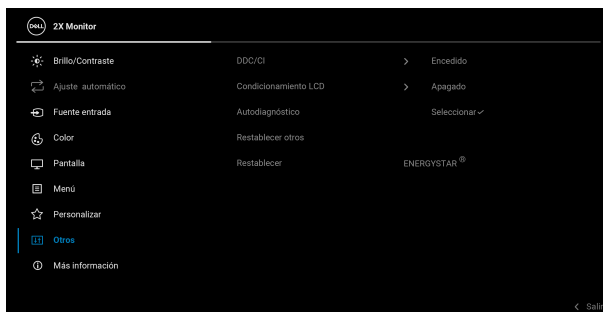 DELL 2X Monitor
Brillo/Contraste DDC/CI > Encedido
Ajuste automático Condicionamiento LCD > Apagado
Fuente entrada Autodiagnóstico Seleccionar✓
Color Restablecer otros
Pantalla Restablecer ENERGYSTAR®
Menú
Personalizar
Otros
Más información
< Salir